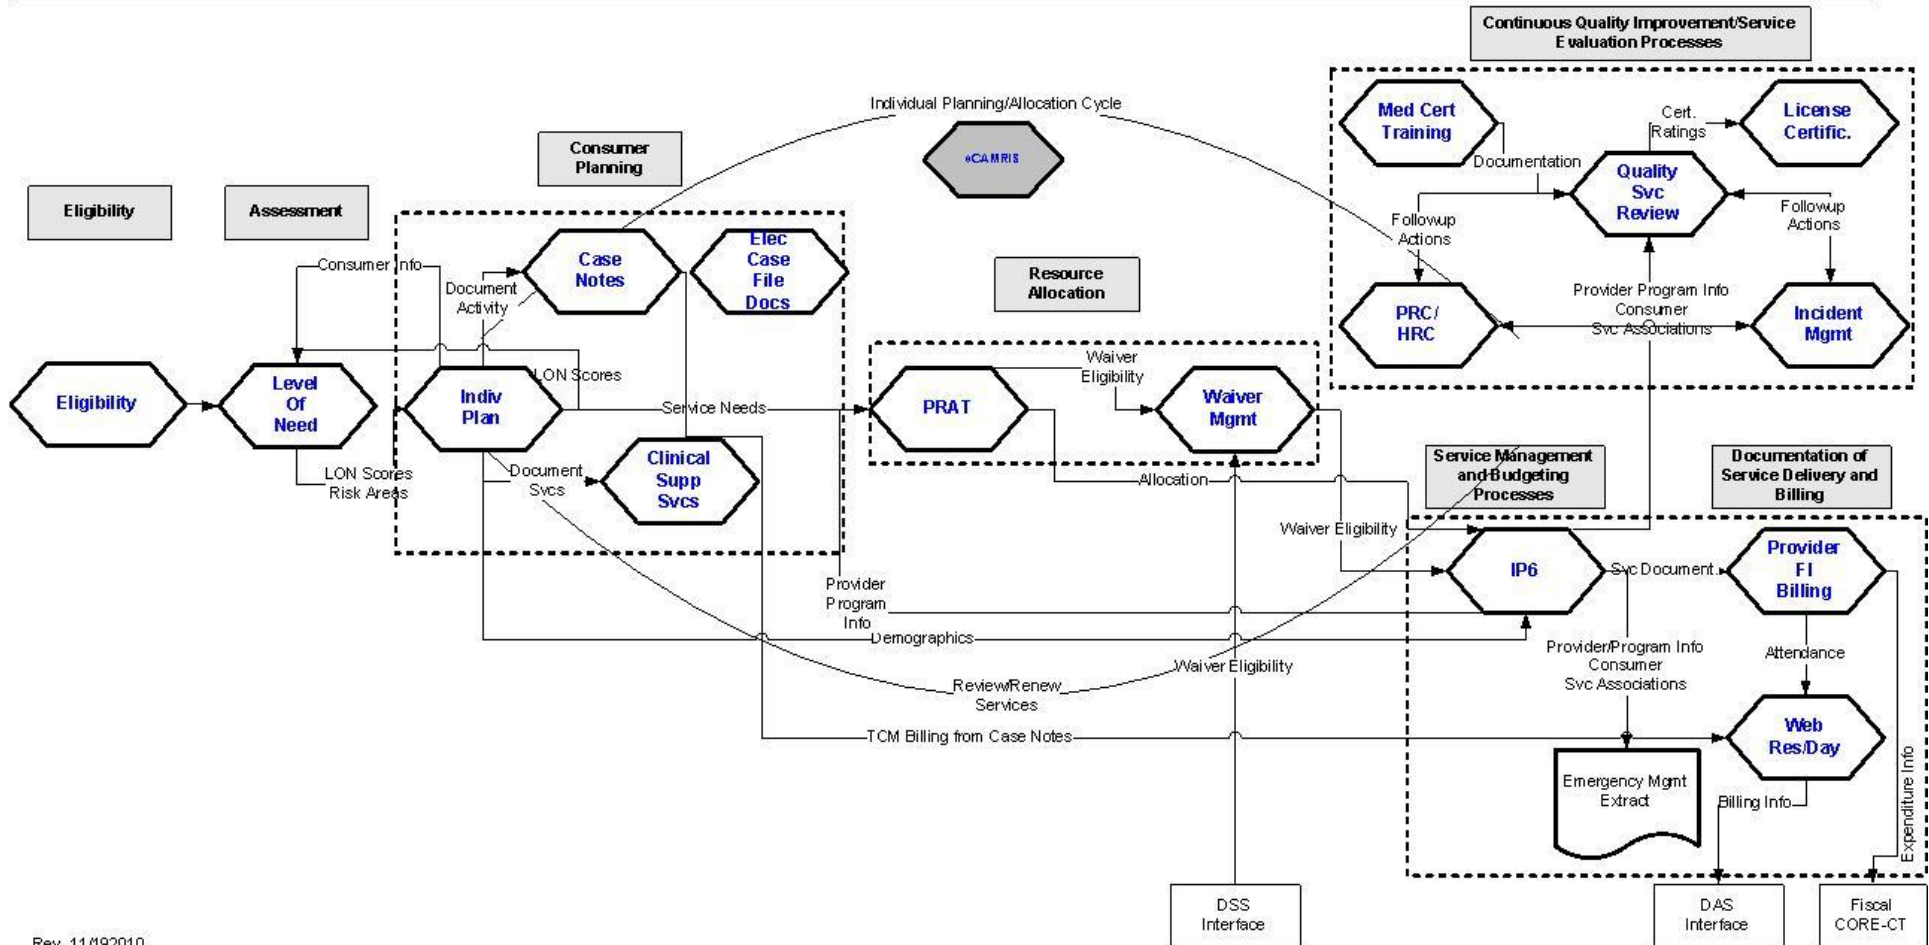 Continuous Quality Improvement/Service
Evaluation Processes
Individual Planning/Allocation Cycle
eCAMRIS
Consumer
Planning
Eligibility
Assessment
Med Cert
Training
Cert.
Ratings
License
Certific.
Documentation
Quality
Svc
Review
Followup
Actions
Followup
Actions
Consumer Info
Document
Activity
Case
Notes
Elec
Case
File
Docs
Resource
Allocation
PRC/
HRC
Provider Program Info
Consumer
Svc Associations
Incident
Mgmt
Eligibility
Level
Of
Need
Indiv
Plan
LON Scores
Service Needs
PRAT
Waiver
Eligibility
Waiver
Mgmt
LON Scores
Risk Areas
Document
Svcs
Clinical
Supp
Svcs
Allocation
Service Management
and Budgeting
Processes
Documentation of
Service Delivery and
Billing
Waiver Eligibility
IP6
Svc Document.
Provider
FI
Billing
Provider
Program
Info
Demographics
Waiver Eligibility
Provider/Program Info
Consumer
Svc Associations
Attendance
Review/Renew
Services
TCM Billing from Case Notes
Web
Res/Day
Emergency Mgmt
Extract
Billing Info
Expenditure Info
DSS
Interface
DAS
Interface
Fiscal
CORE-CT
Rev. 11/192010